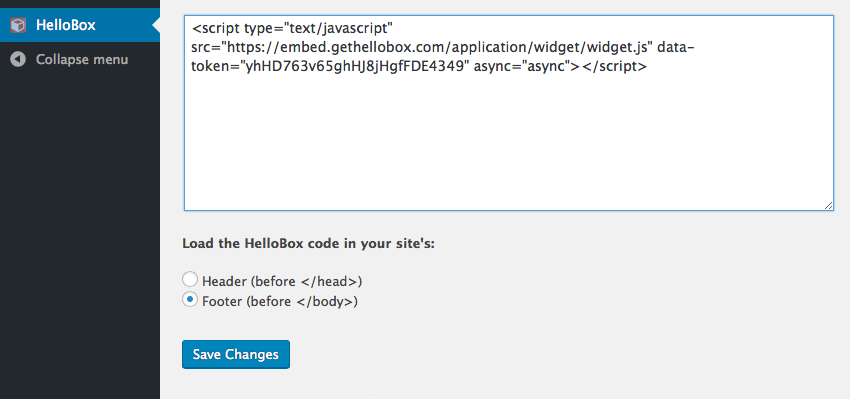 HelloBox
Collapse menu
<script type="text/javascript"
src="https://embed.gethellobox.com/application/widget/widget.js" data-
token="yhHD763v65ghHJ8jHgfFDE4349" async="async"></script>
Load the HelloBox code in your site's:
Header (before </head>)
Footer (before </body>)
Save Changes